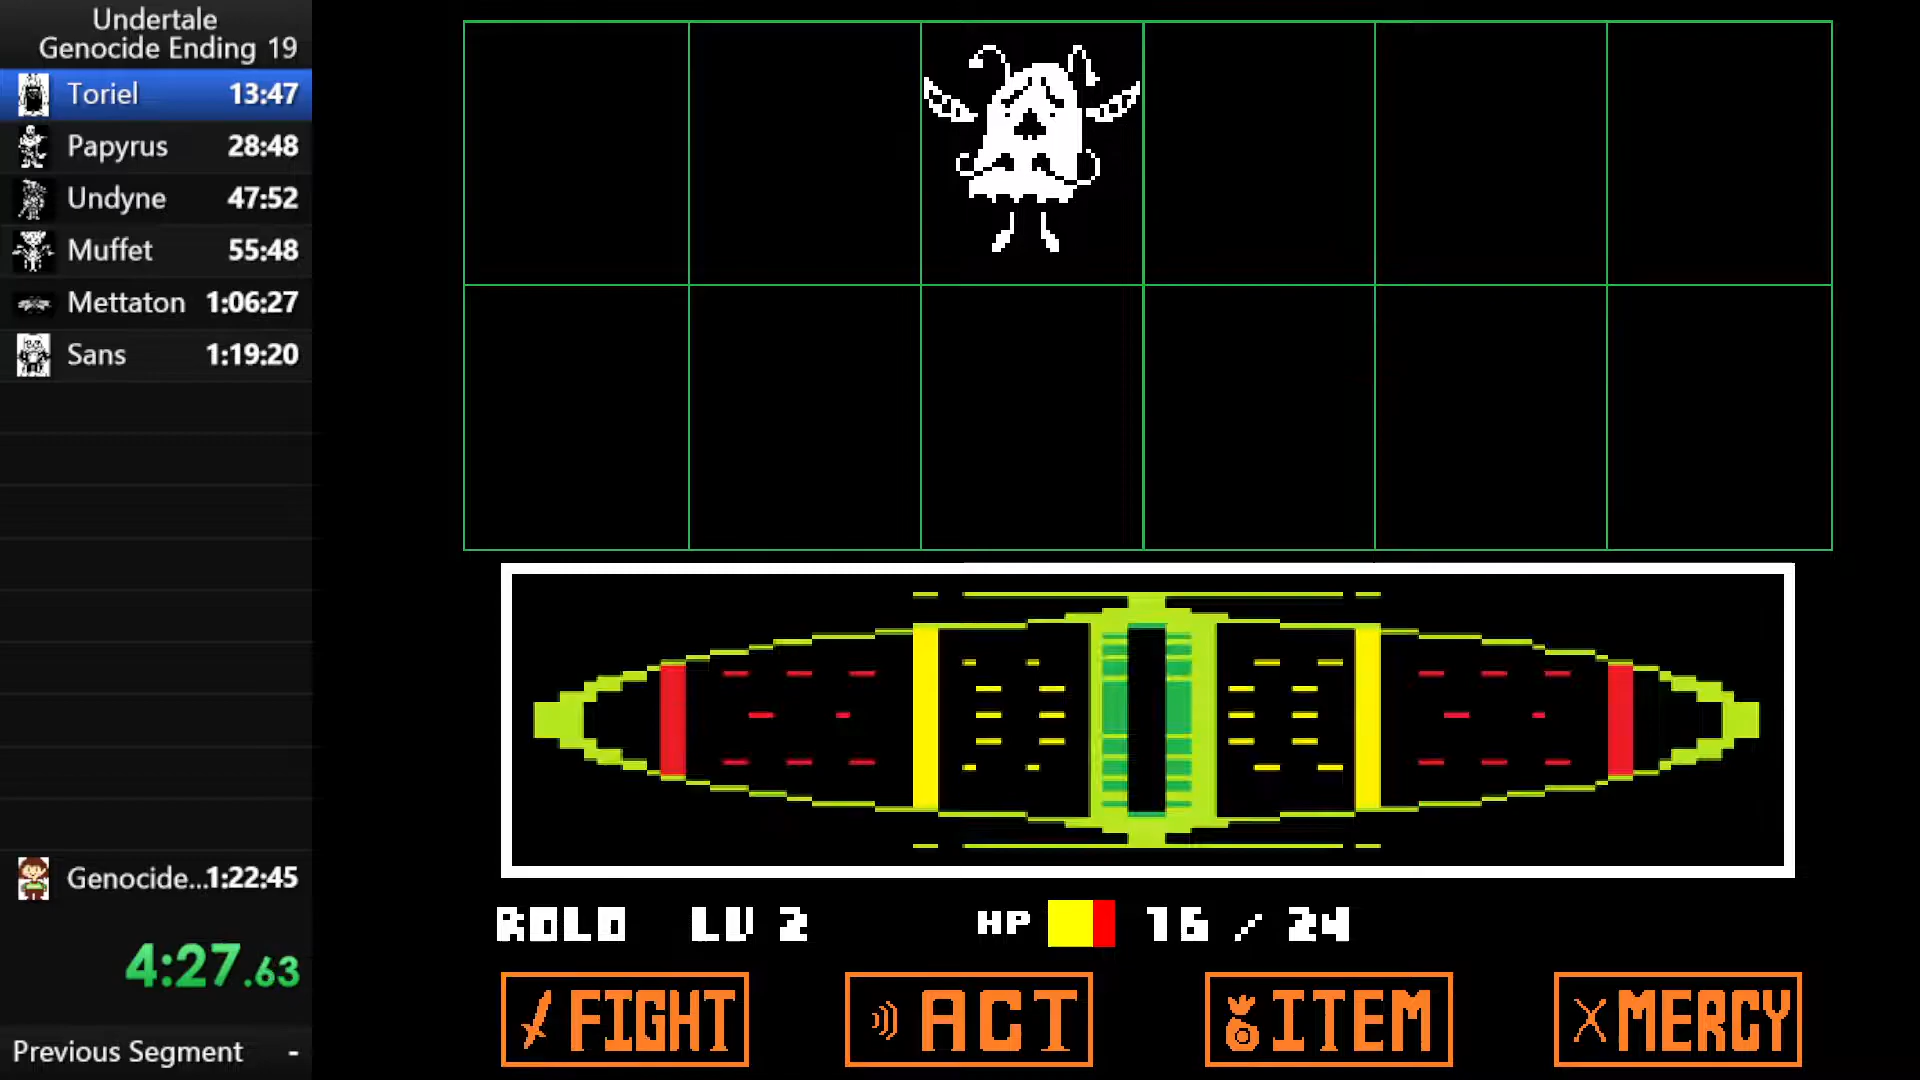 Undertale
Genocide Ending 19
Toriel 13:47
Papyrus 28:48
Undyne 47:52
Muffet 55:48
Mettaton 1:06:27
Sans 1:19:20
Genocide...1:22:45
4:27.63
Previous Segment -
ROLO LV 2 HP 16 / 24
FIGHT ACT ITEM MERCY